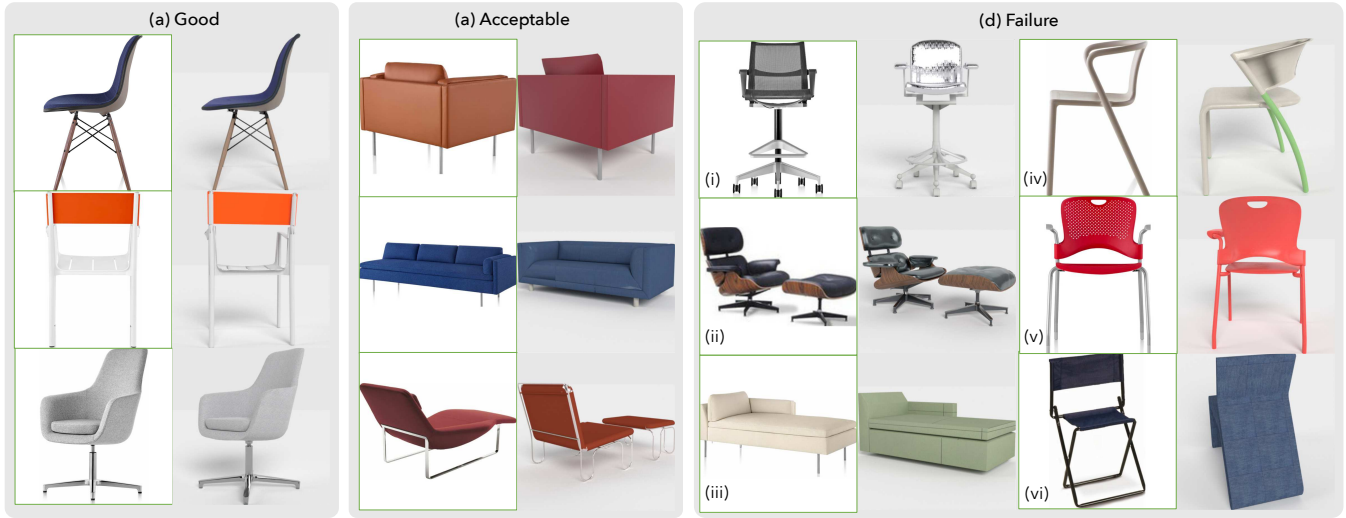 (a) Good
(a) Acceptable
(d) Failure
(i)
(iv)
(ii)
(v)
(iii)
(vi)